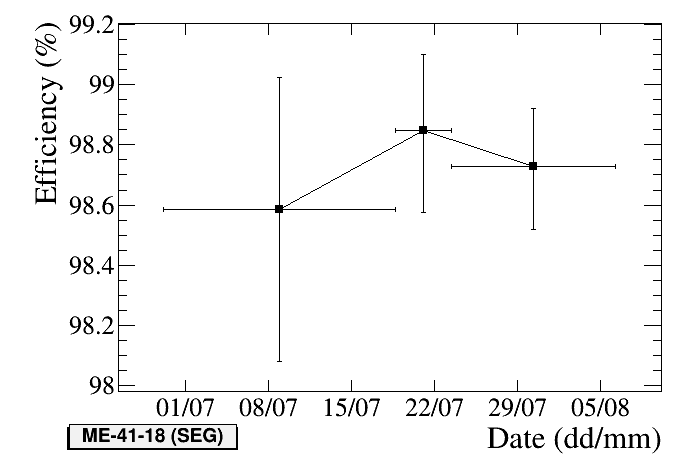 Efficiency (%)
99.2
99
98.8
98.6
98.4
98.2
98
01/07 08/07 15/07 22/07 29/07 05/08
Date (dd/mm)
ME-41-18 (SEG)